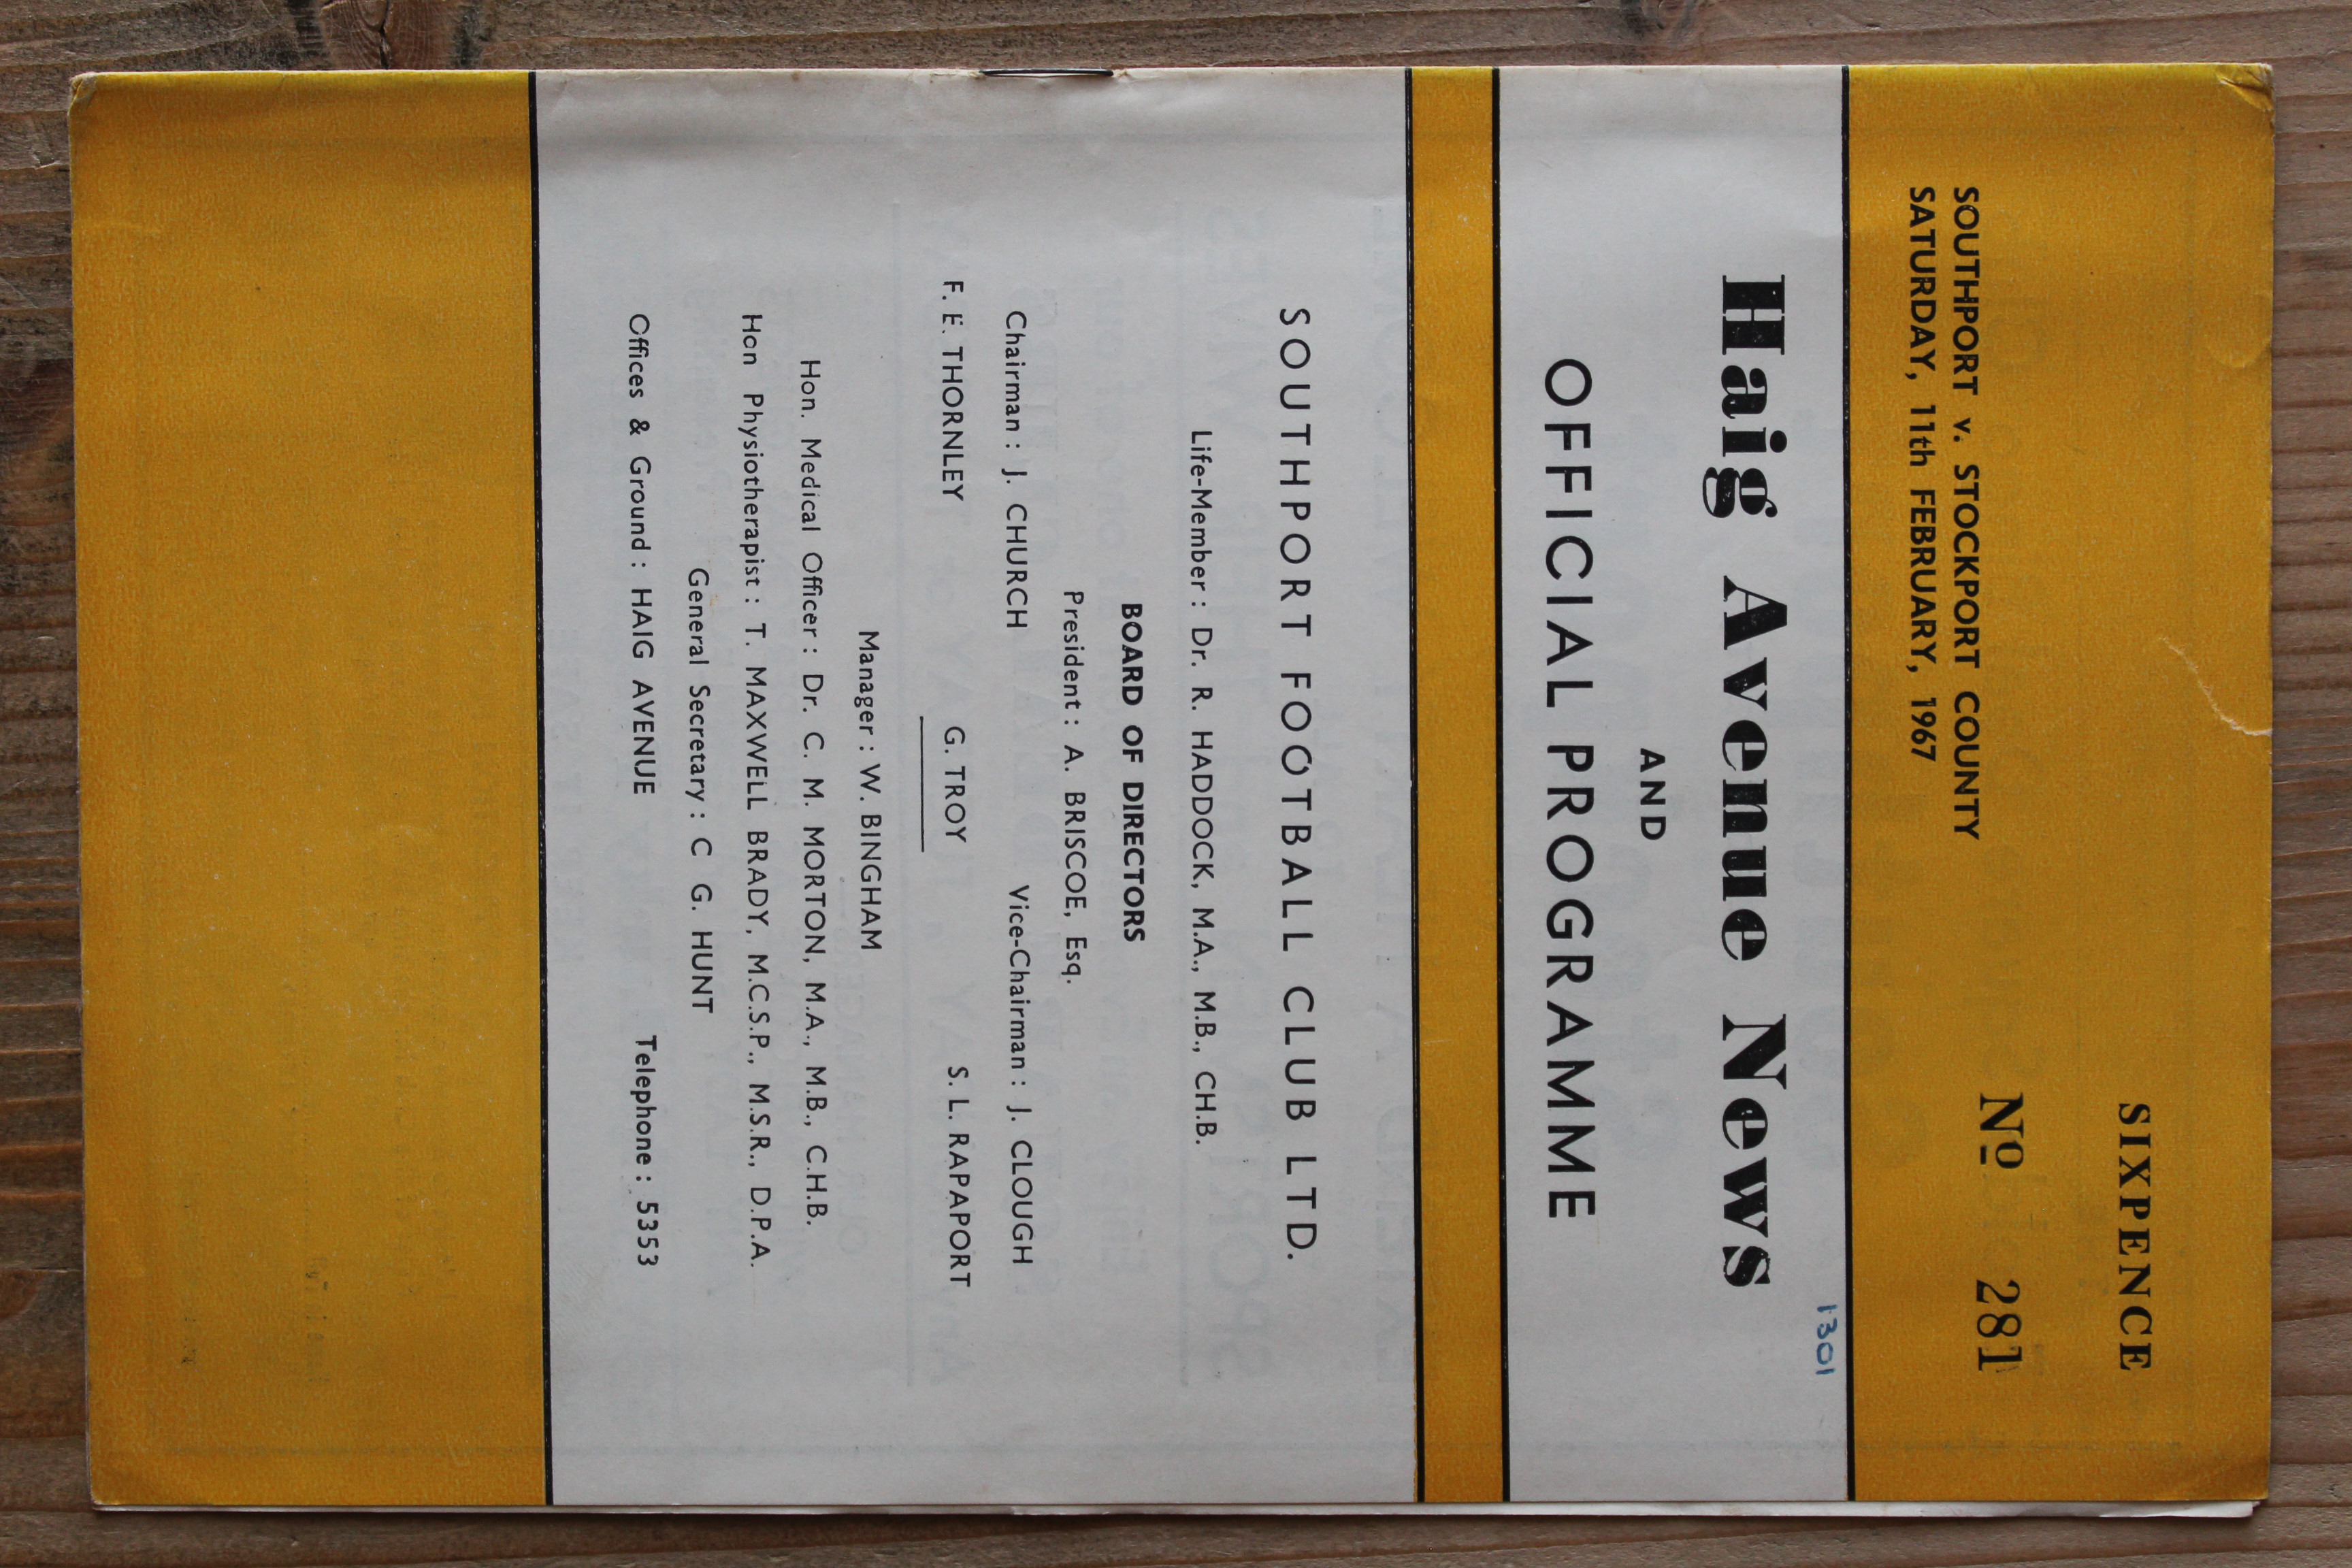 SIXPENCE
Nº 281
SOUTHPORT v. STOCKPORT COUNTY
SATURDAY, 11th FEBRUARY, 1967
1301
Haig Avenue News
AND
OFFICIAL PROGRAMME
SOUTHPORT FOOTBALL CLUB LTD.
Life-Member : Dr. R. HADDOCK, M.A., M.B., CH.B.
BOARD OF DIRECTORS
President : A. BRISCOE, Esq.
Chairman : J. CHURCH Vice-Chairman : J. CLOUGH
F. E. THORNLEY G. TROY S. L. RAPAPORT
Manager : W. BINGHAM
Hon. Medical Officer : Dr. C. M. MORTON, M.A., M.B., C.H.B.
Hon Physiotherapist : T. MAXWELL BRADY, M.C.S.P., M.S.R., D.P.A.
General Secretary : C G. HUNT
Offices & Ground : HAIG AVENUE Telephone : 5353